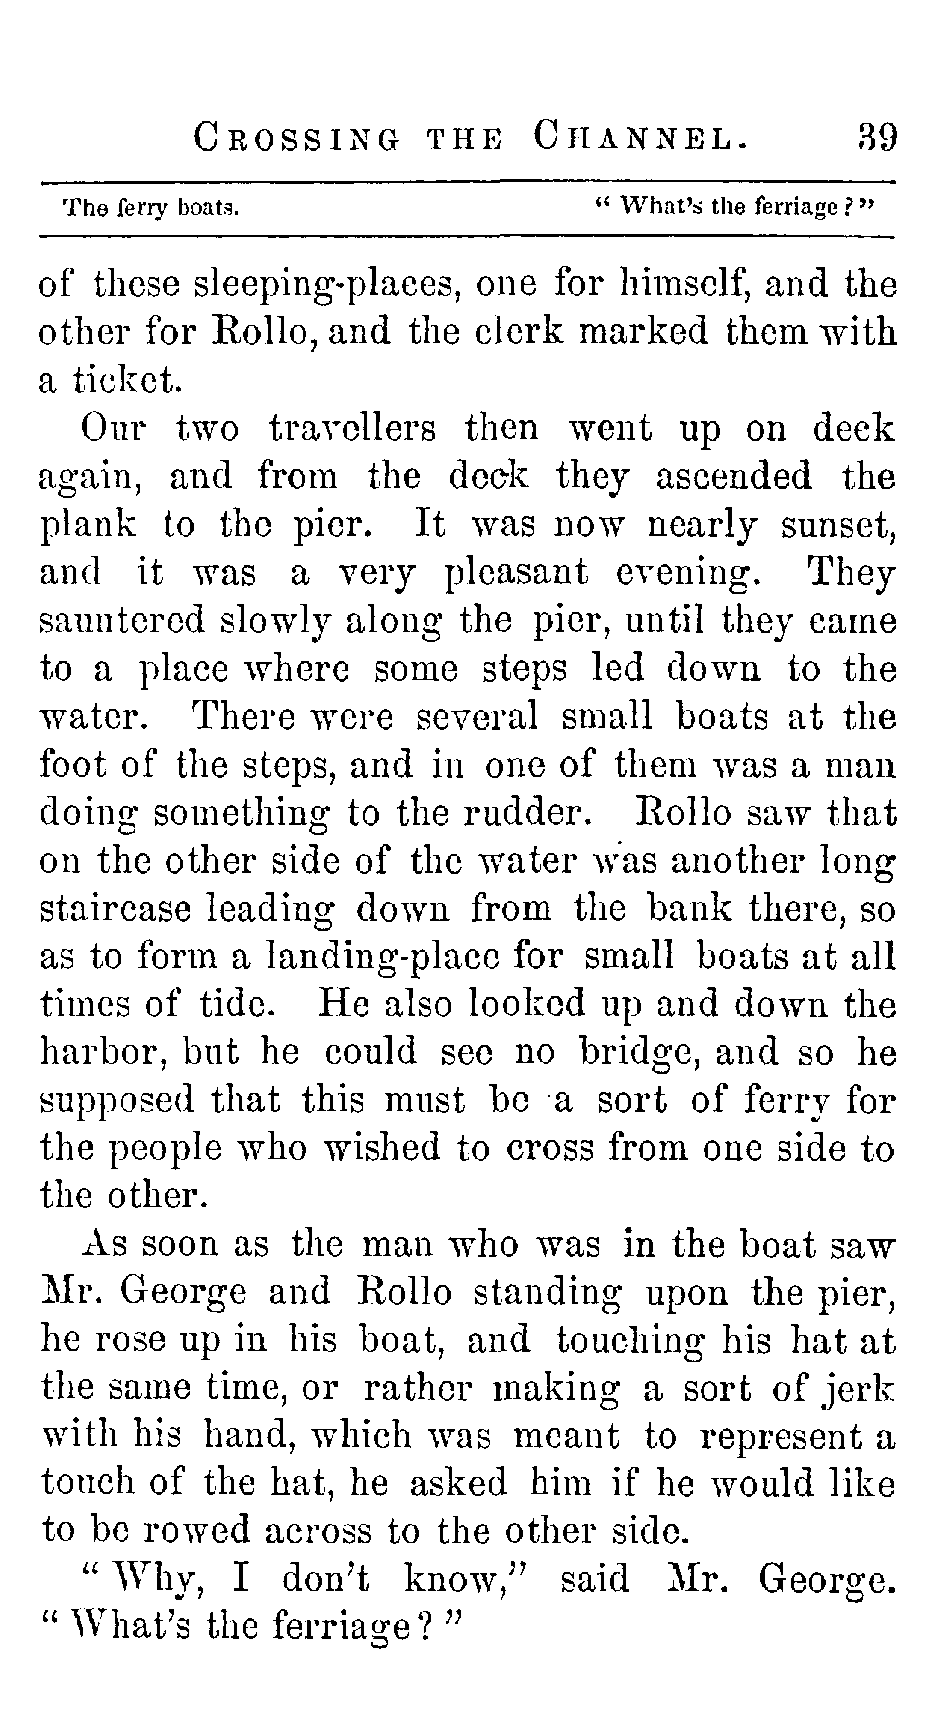 CROSSING THE CHANNEL. 39
The ferry boats. “ What’s the ferriage ? ”
of these sleeping-places, one for himself, and the
other for Rollo, and the clerk marked them with
a ticket.
Our two travellers then went up on deck
again, and from the deck they ascended the
plank to the pier. It was now nearly sunset,
and it was a very pleasant evening. They
sauntered slowly along the pier, until they came
to a place where some steps led down to the
water. There were several small boats at the
foot of the steps, and in one of them was a man
doing something to the rudder. Rollo saw that
on the other side of the water was another long
staircase leading down from the bank there, so
as to form a landing-place for small boats at all
times of tide. He also looked up and down the
harbor, but he could see no bridge, and so he
supposed that this must be a sort of ferry for
the people who wished to cross from one side to
the other.
As soon as the man who was in the boat saw
Mr. George and Rollo standing upon the pier,
he rose up in his boat, and touching his hat at
the same time, or rather making a sort of jerk
with his hand, which was meant to represent a
touch of the hat, he asked him if he would like
to be rowed across to the other side.
“ Why, I don’t know,” said Mr. George.
“ What’s the ferriage ? ”